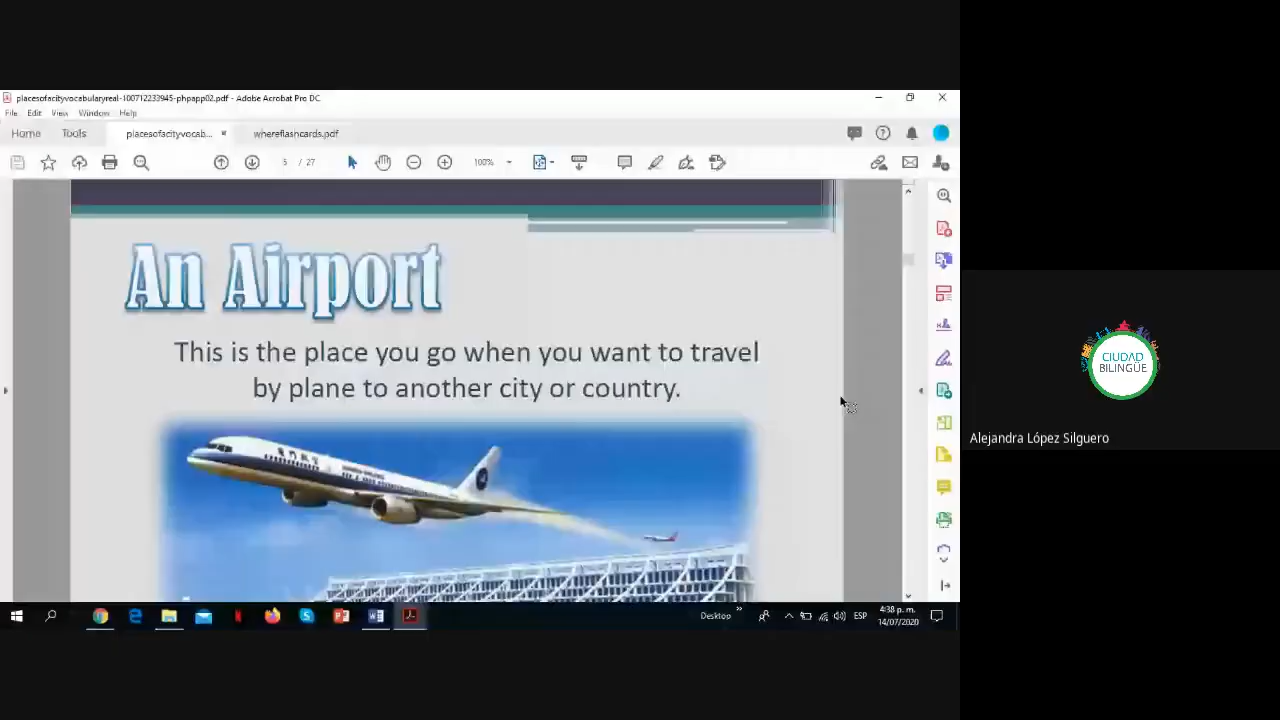 placesofacityvocabularyreal-100712233945-phpapp02.pdf - Adobe Acrobat Pro DC
File Edit View Window Help
Home Tools placesofacityvocab... × whereflashcards.pdf
5 / 27 100%
An Airport
This is the place you go when you want to travel
by plane to another city or country.
CIUDAD
BILINGÜE
Alejandra López Silguero
Desktop » ESP 4:38 p. m.
14/07/2020